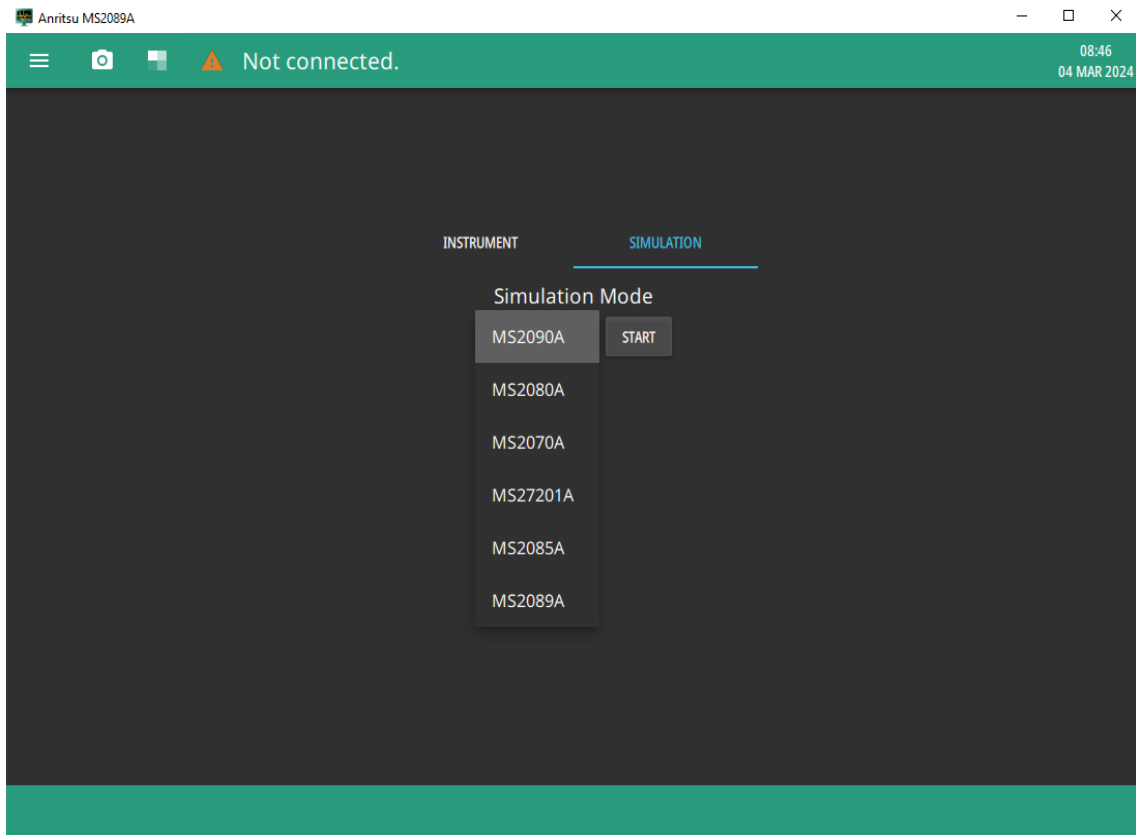 Anritsu MS2089A
Not connected.
08:46
04 MAR 2024
INSTRUMENT
SIMULATION
Simulation Mode
MS2090A
START
MS2080A
MS2070A
MS27201A
MS2085A
MS2089A